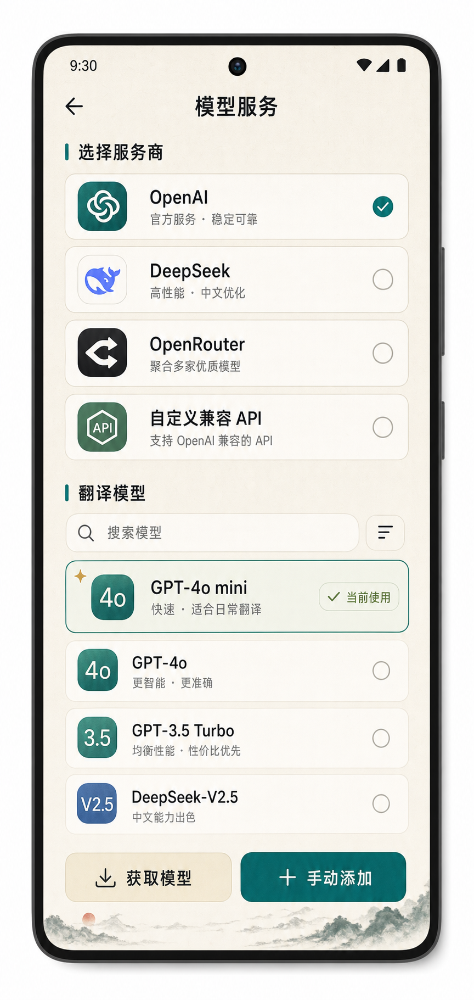 9:30
模型服务
选择服务商
OpenAI
官方服务 · 稳定可靠
DeepSeek
高性能 · 中文优化
OpenRouter
聚合多家优质模型
API
自定义兼容 API
支持 OpenAI 兼容的 API
翻译模型
搜索模型
4o
GPT-4o mini
快速 · 适合日常翻译
当前使用
4o
GPT-4o
更智能 · 更准确
3.5
GPT-3.5 Turbo
均衡性能 · 性价比优先
V2.5
DeepSeek-V2.5
中文能力出色
获取模型
手动添加